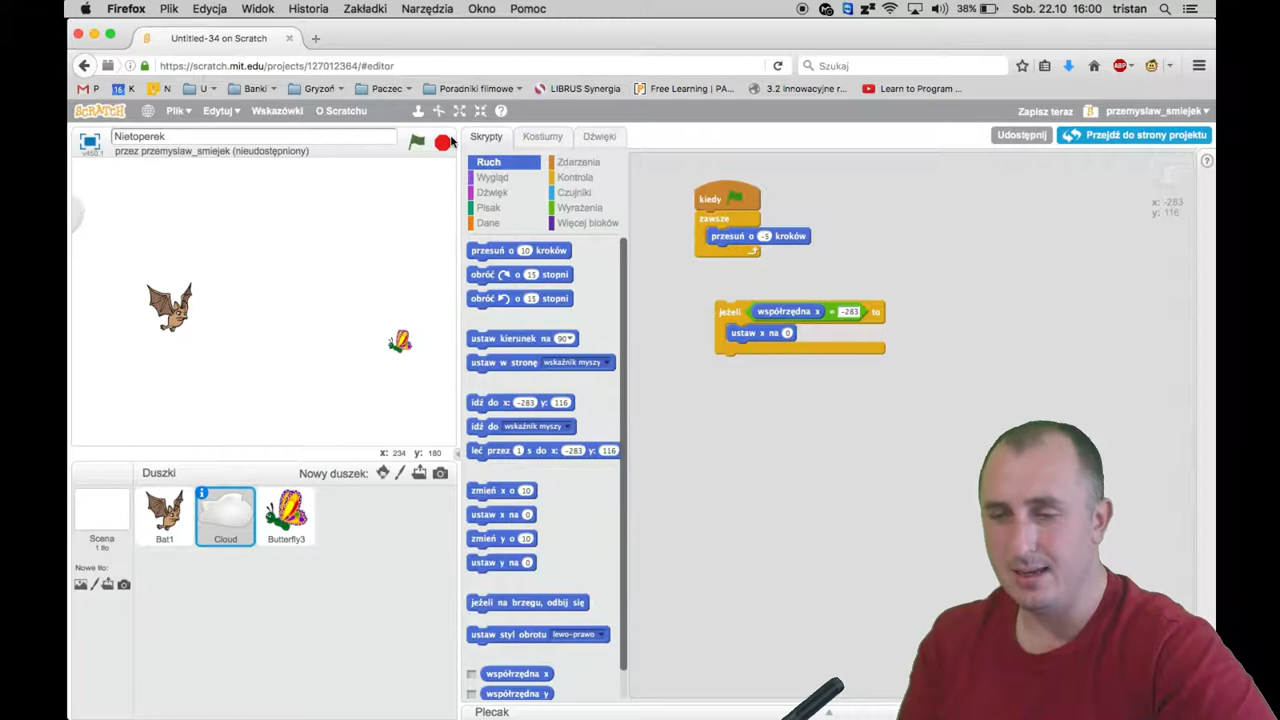 Firefox Plik Edycja Widok Historia Zakładki Narzędzia Okno Pomoc 38% Sob. 22.10 16:00 tristan
Untitled-34 on Scratch
https://scratch.mit.edu/projects/127012364/#editor Szukaj
P 16 K N U Banki Gryzoń Paczec Poradniki filmowe LIBRUS Synergia Free Learning | PA... 3.2 Innowacyjne roz... Learn to Program ...
SCRATCH Plik Edytuj Wskazówki O Scratchu Zapisz teraz przemyslaw_smiejek
Nietoperek
przez przemyslaw_smiejek (nieudostępniony)
v450.1
Skrypty Kostiumy Dźwięki
Udostępnij Przejdź do strony projektu
Ruch Zdarzenia
Wygląd Kontrola
Dźwięk Czujniki
Pisak Wyrażenia
Dane Więcej bloków
przesuń o 10 kroków
obróć o 15 stopni
obróć o 15 stopni
ustaw kierunek na 90
ustaw w stronę wskaźnik myszy
idź do x: -283 y: 116
idź do wskaźnik myszy
leć przez 1 s do x: -283 y: 116
zmień x o 10
ustaw x na 0
zmień y o 10
ustaw y na 0
jeżeli na brzegu, odbij się
ustaw styl obrotu lewo-prawo
współrzędna x
współrzędna y
kiedy
zawsze
przesuń o -5 kroków
jeżeli współrzędna x = -283 to
ustaw x na 0
x: -283
y: 116
?
x: 234 y: 180
Duszki Nowy duszek:
Scena
1 tło
Nowe tło:
Bat1 Cloud Butterfly3
Plecak